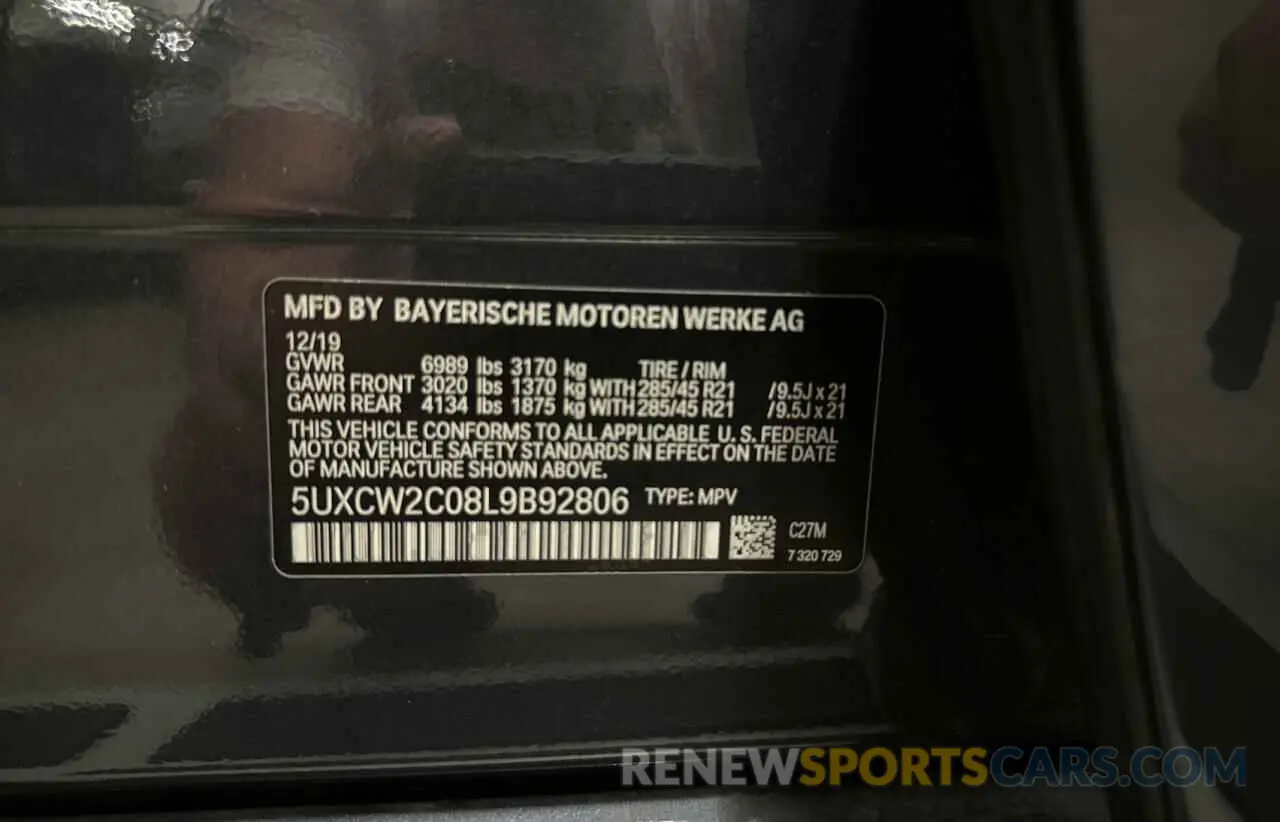 MFD BY BAYERISCHE MOTOREN WERKE AG
12/19
GVWR 6989 lbs 3170 kg TIRE / RIM
GAWR FRONT 3020 lbs 1370 kg WITH 285/45 R21 /9.5J x 21
GAWR REAR 4134 lbs 1875 kg WITH 285/45 R21 /9.5J x 21
THIS VEHICLE CONFORMS TO ALL APPLICABLE U. S. FEDERAL
MOTOR VEHICLE SAFETY STANDARDS IN EFFECT ON THE DATE
OF MANUFACTURE SHOWN ABOVE.
5UXCW2C08L9B92806 TYPE: MPV
C27M
7 320 729
RENEWSPORTSCARS.COM